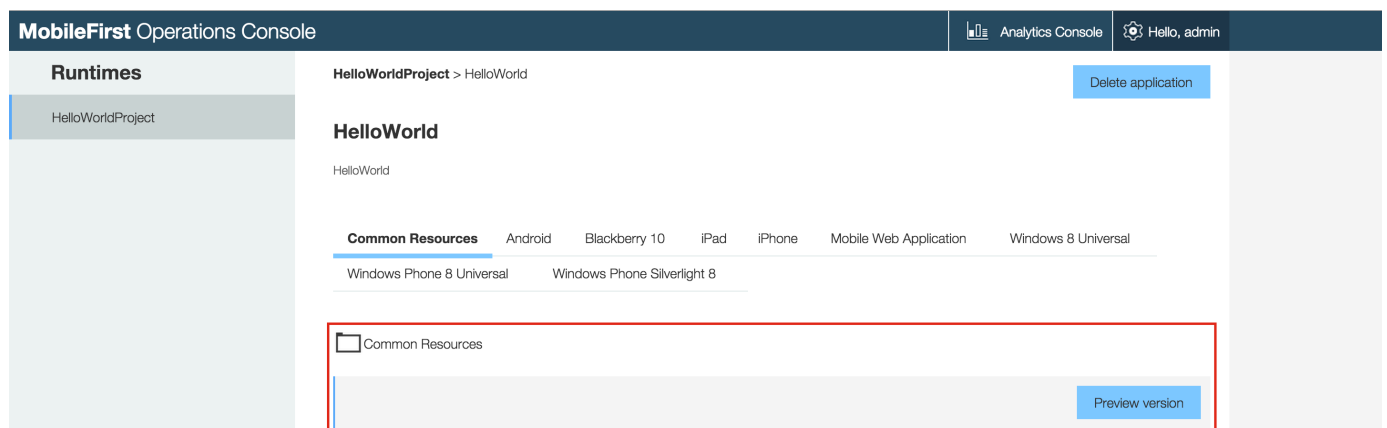 MobileFirst Operations Console
Analytics Console
Hello, admin
Runtimes
HelloWorldProject
HelloWorldProject > HelloWorld
Delete application
HelloWorld
HelloWorld
Common Resources Android Blackberry 10 iPad iPhone Mobile Web Application Windows 8 Universal
Windows Phone 8 Universal Windows Phone Silverlight 8
Common Resources
Preview version